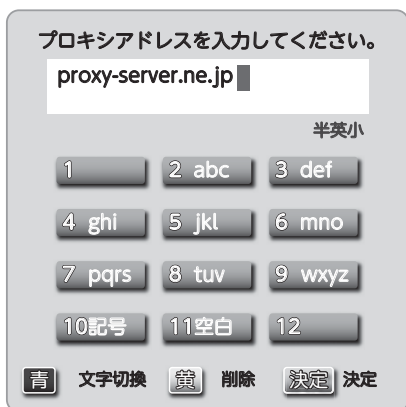 プロキシアドレスを入力してください。
proxy-server.ne.jp
半英小
1 2 abc 3 def
4 ghi 5 jkl 6 mno
7 pqrs 8 tuv 9 wxyz
10記号 11空白 12
青 文字切換 黄 削除 決定 決定